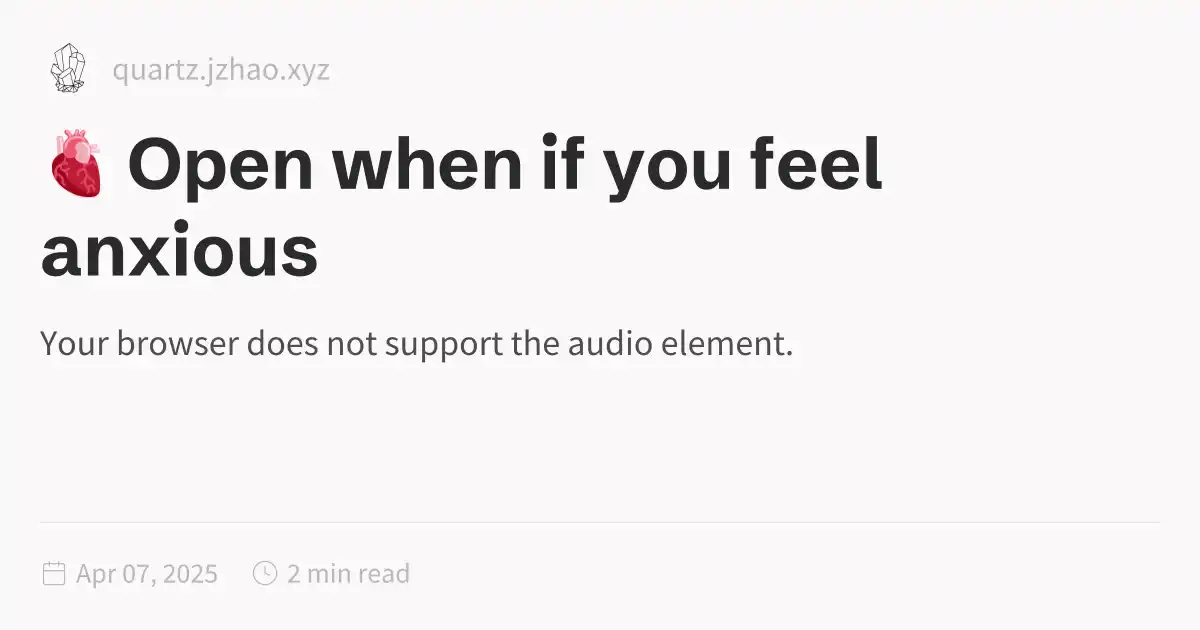 quartz.jzhao.xyz
🫀 Open when if you feel
anxious
Your browser does not support the audio element.
Apr 07, 2025 2 min read